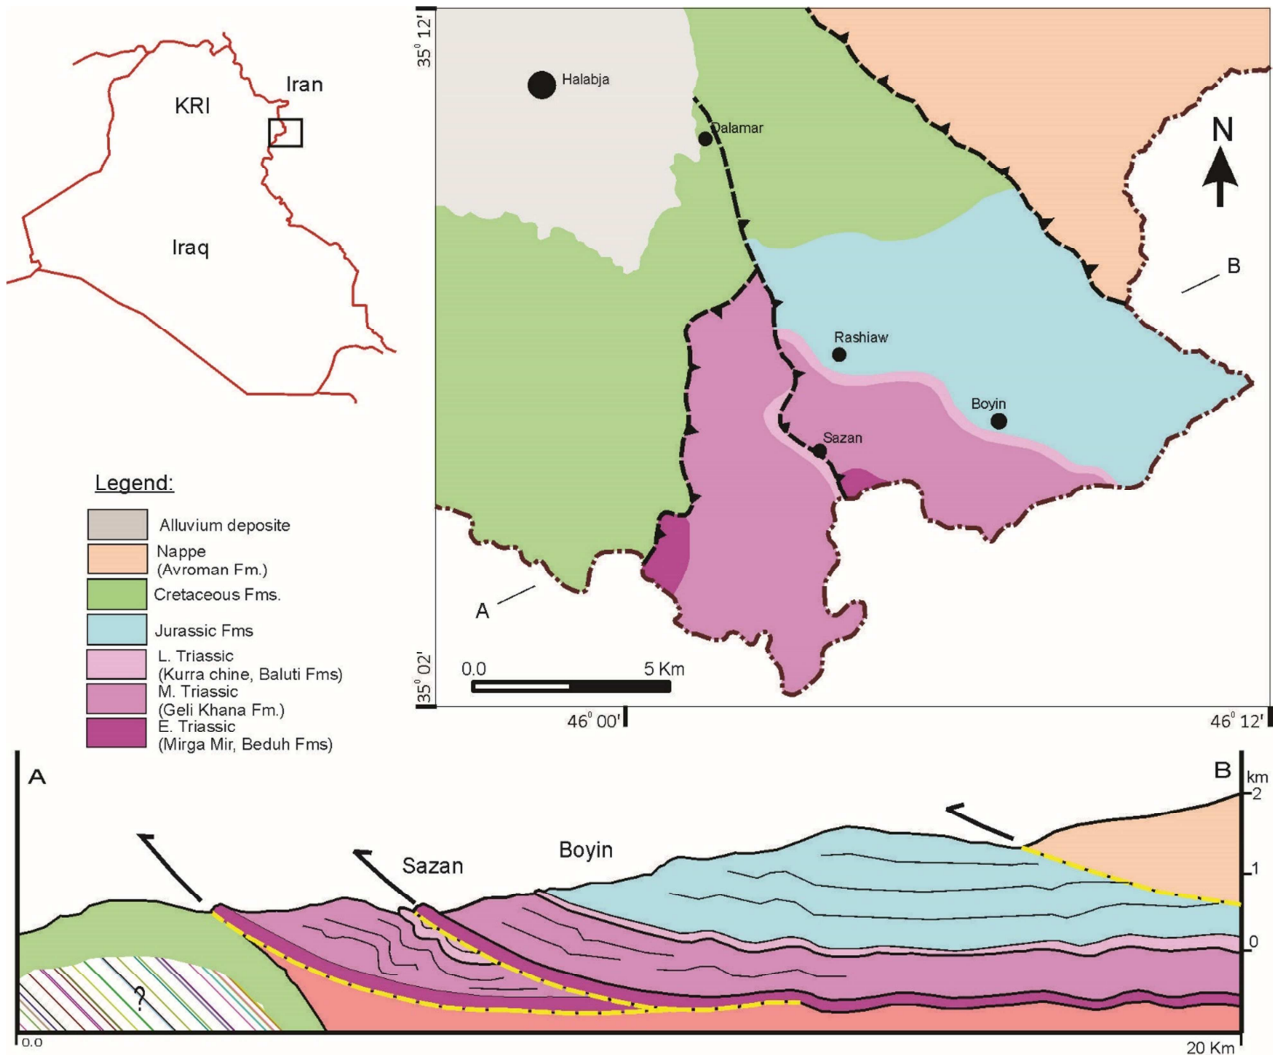 KRI
Iran
Iraq
35° 12'
Halabja
Dalamar
N
B
Rashiaw
Boyin
Sazan
A
0.0 5 Km
35° 02'
46° 00'
46° 12'
Legend:
Alluvium deposite
Nappe
(Avroman Fm.)
Cretaceous Fms.
Jurassic Fms
L. Triassic
(Kurra chine, Baluti Fms)
M. Triassic
(Geli Khana Fm.)
E. Triassic
(Mirga Mir, Beduh Fms)
A
B
km
2
1
0
Sazan
Boyin
?
0.0
20 Km